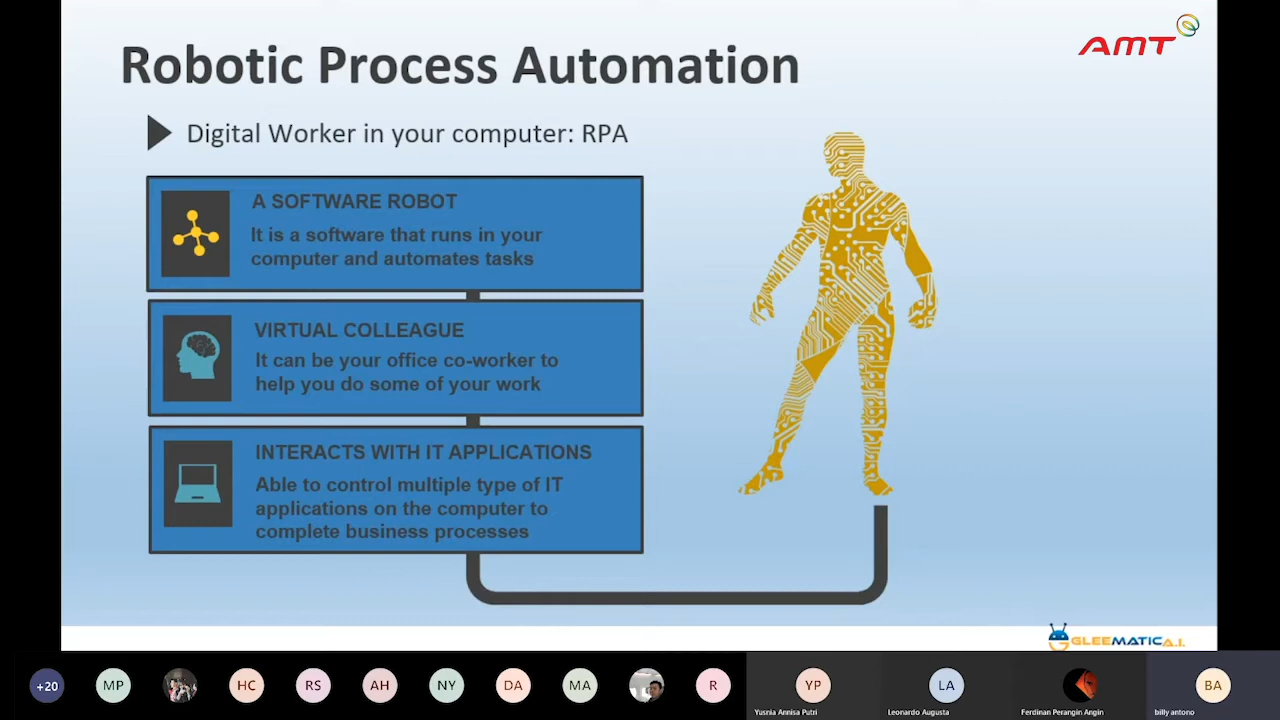 AMT
Robotic Process Automation
Digital Worker in your computer: RPA
A SOFTWARE ROBOT
It is a software that runs in your
computer and automates tasks
VIRTUAL COLLEAGUE
It can be your office co-worker to
help you do some of your work
INTERACTS WITH IT APPLICATIONS
Able to control multiple type of IT
applications on the computer to
complete business processes
GLEEMATIC A.I.
+20 MP HC RS AH NY DA MA R YP LA BA
Yusnia Annisa Putri Leonardo Augusta Ferdinan Perangin Angin billy antono